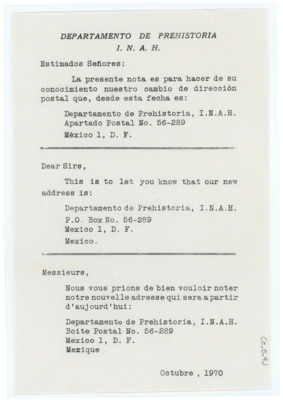 DEPARTAMENTO DE PREHISTORIA
I. N. A. H.
Estimados Señores:
La presente nota es para hacer de su
conocimiento nuestro cambio de dirección
postal que, desde esta fecha es:
Departamento de Prehistoria, I.N.A.H.
Apartado Postal No. 56-289
México 1, D. F.
Dear Sirs,
This is to let you know that our new
address is:
Departamento de Prehistoria, I.N.A.H.
P.O. Box No. 56-289
Mexico 1, D. F.
Mexico.
Messieurs,
Nous vous prions de bien vouloir noter
notre nouvelle adresse qui sera a partir
d'aujourd'hui:
Departamento de Prehistoria, I.N.A.H.
Boite Postal No. 56-289
Mexico 1, D. F.
Mexique
Octubre, 1970